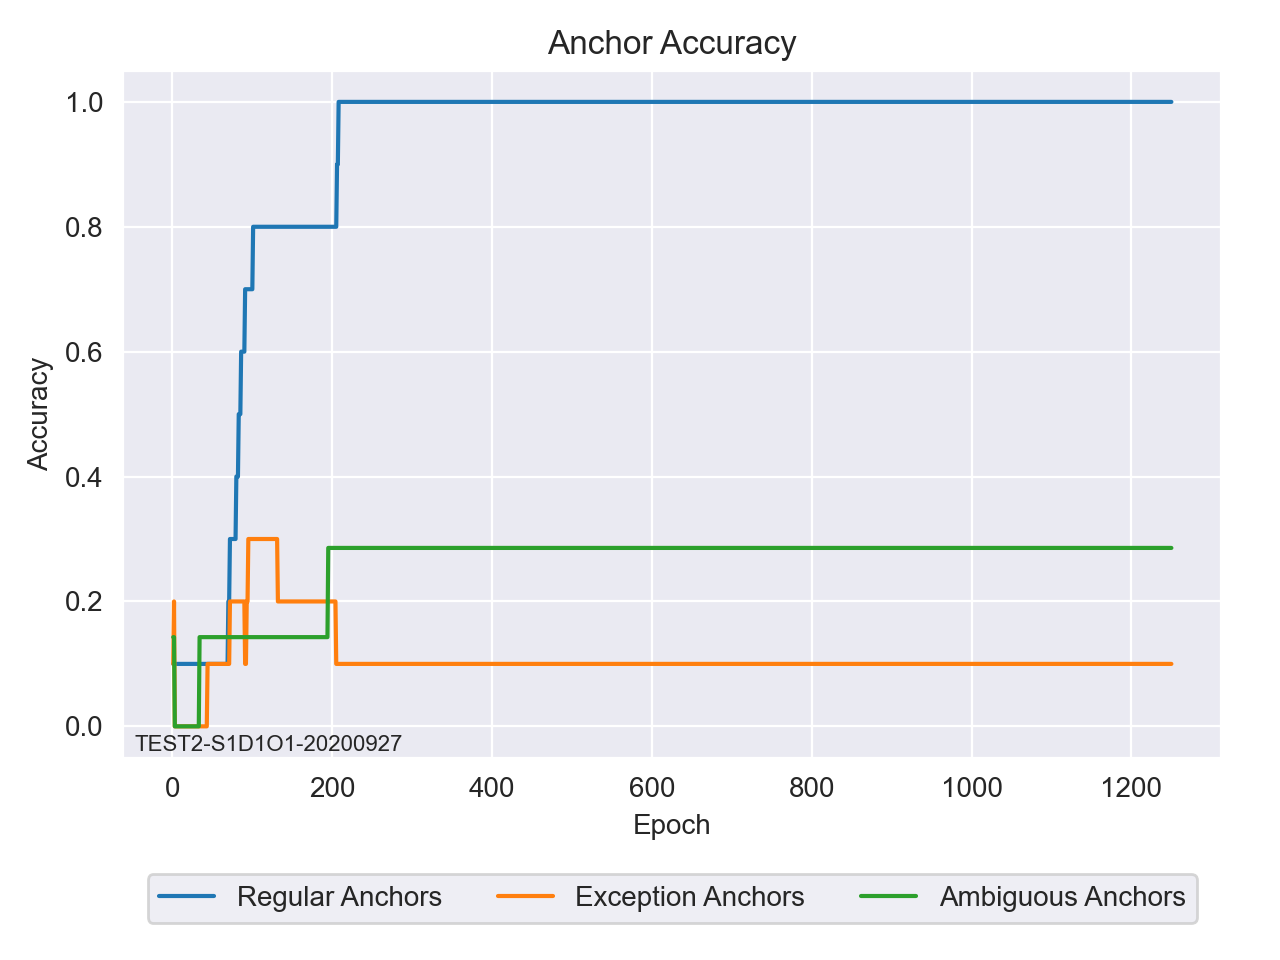 Anchor Accuracy
1.0
0.8
0.6
0.4
0.2
0.0
Accuracy
TEST2-S1D1O1-20200927
0 200 400 600 800 1000 1200
Epoch
Regular Anchors Exception Anchors Ambiguous Anchors